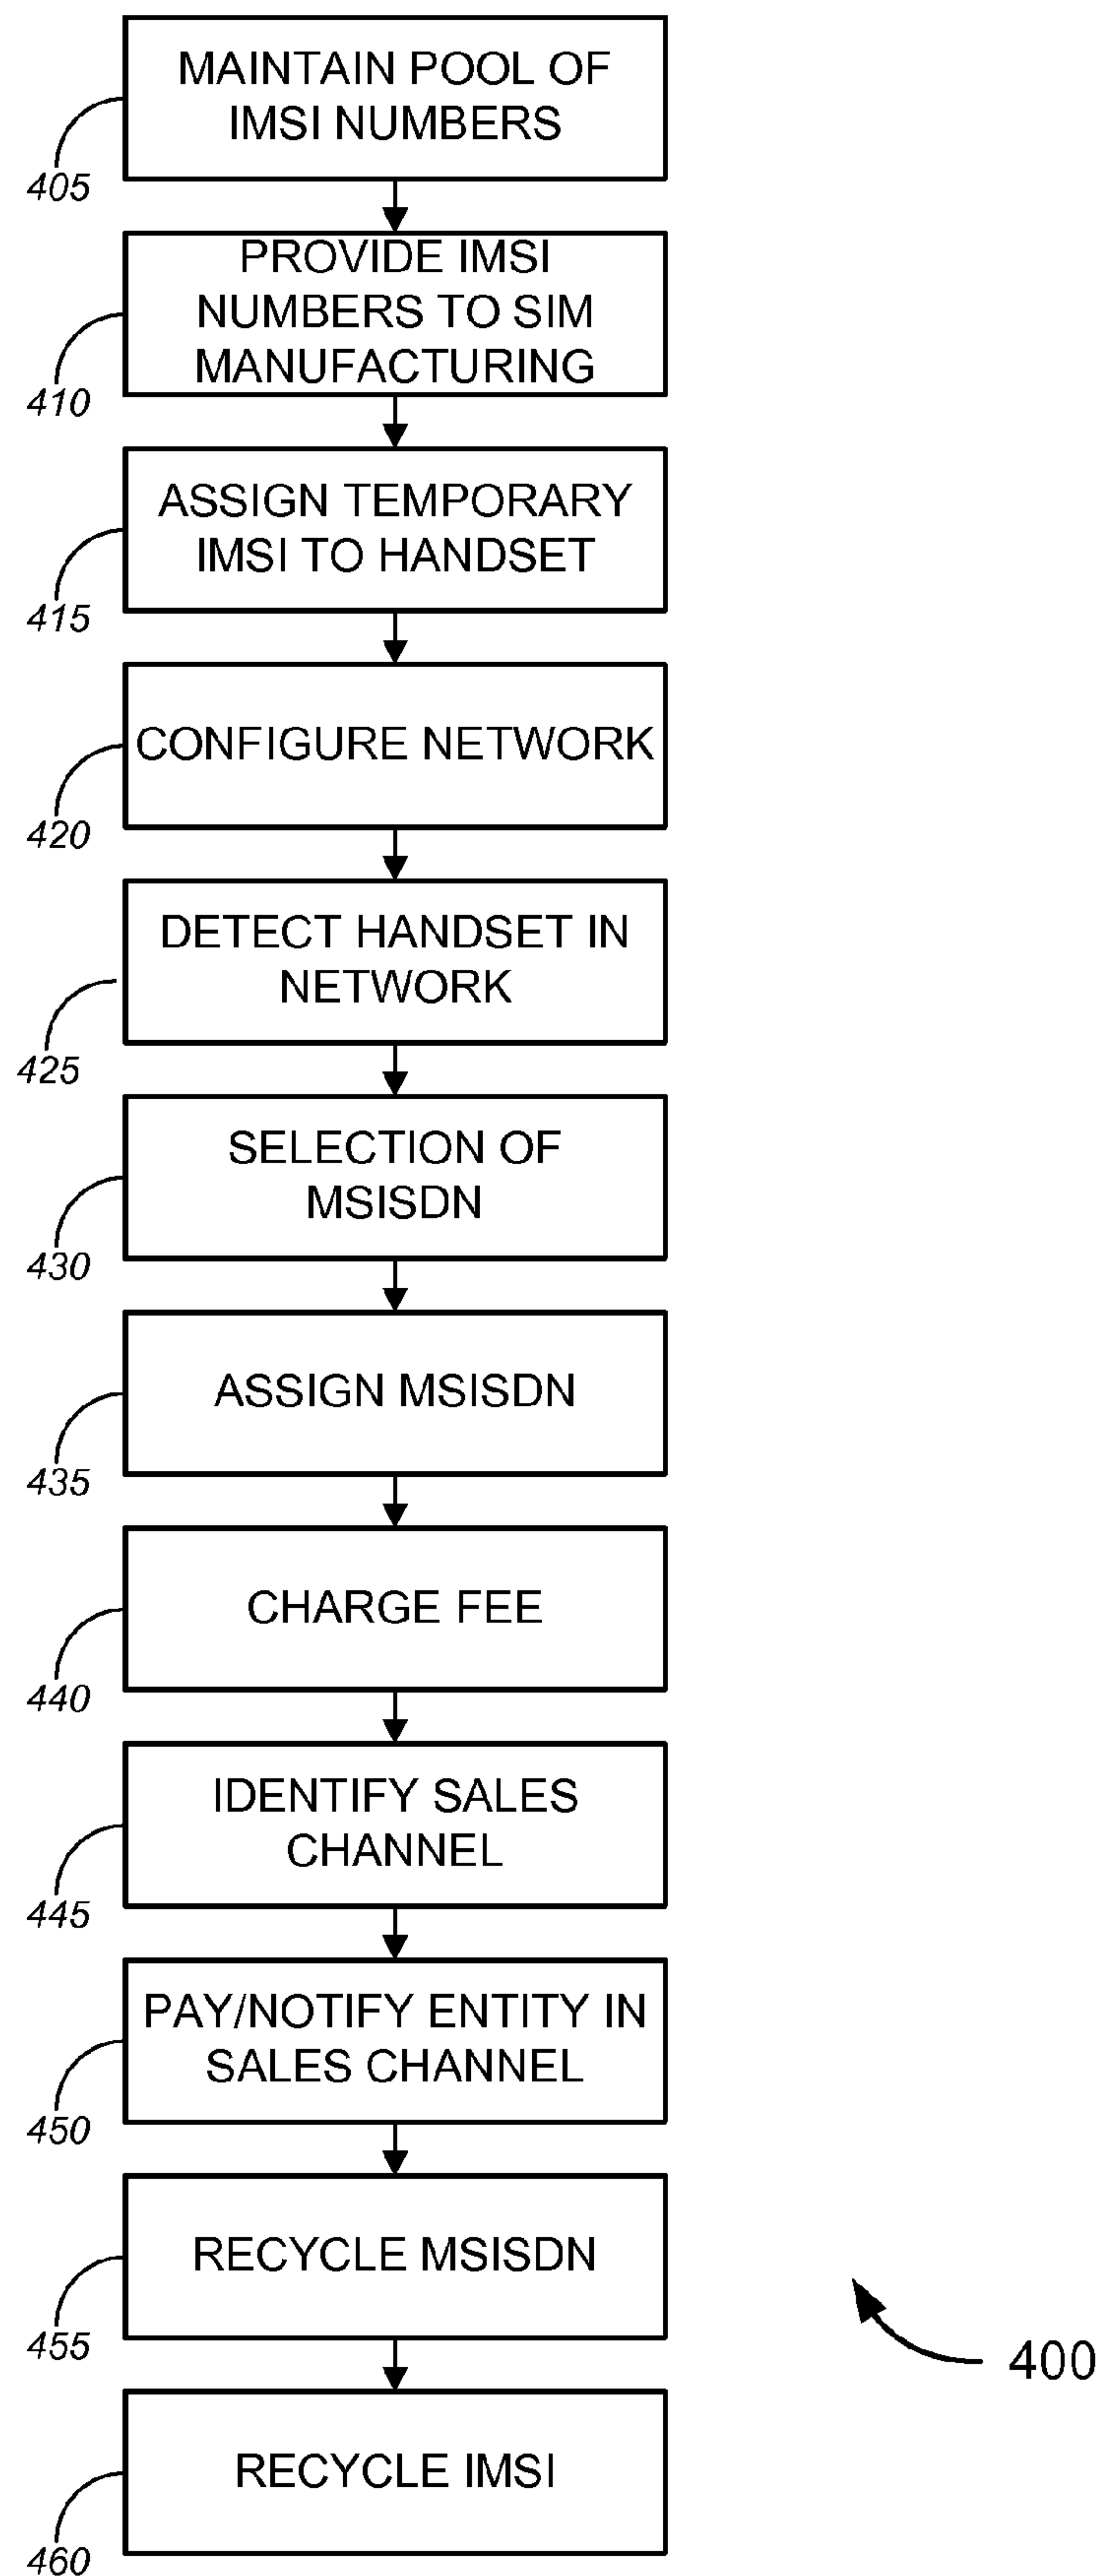 MAINTAIN POOL OF
IMSI NUMBERS
405
PROVIDE IMSI
NUMBERS TO SIM
MANUFACTURING
410
ASSIGN TEMPORARY
IMSI TO HANDSET
415
CONFIGURE NETWORK
420
DETECT HANDSET IN
NETWORK
425
SELECTION OF
MSISDN
430
ASSIGN MSISDN
435
CHARGE FEE
440
IDENTIFY SALES
CHANNEL
445
PAY/NOTIFY ENTITY IN
SALES CHANNEL
450
RECYCLE MSISDN
455
400
RECYCLE IMSI
460